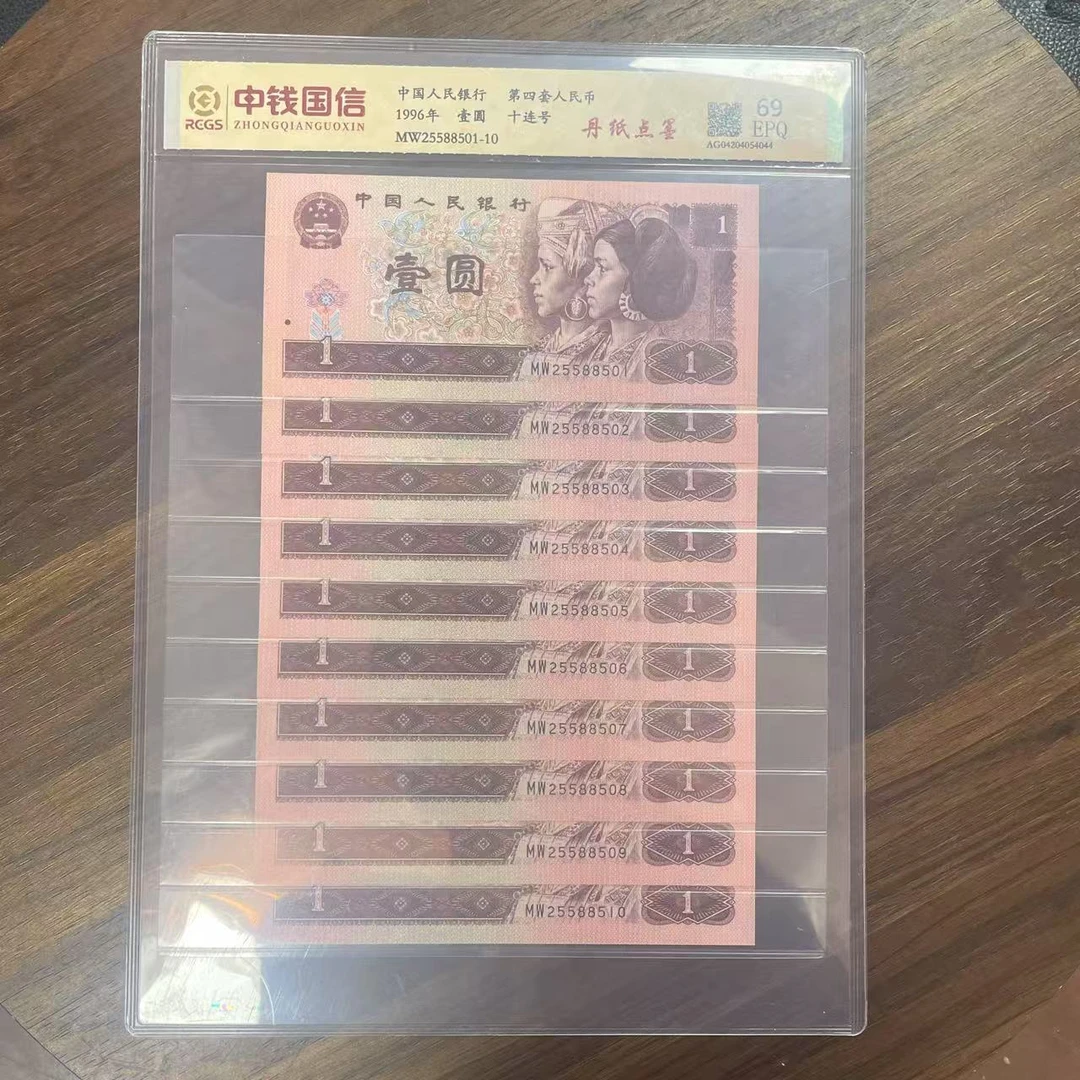 中钱国信
RCGS ZHONGQIANGUOXIN
中国人民银行 第四套人民币
1996年 壹圆 十连号
MW25588501-10
丹纸点墨
69
EPQ
AG04204054044
中国人民银行
1
壹圆
1 MW25588501 1
1 MW25588502 1
1 MW25588503 1
1 MW25588504 1
1 MW25588505 1
1 MW25588506 1
1 MW25588507 1
1 MW25588508 1
1 MW25588509 1
1 MW25588510 1